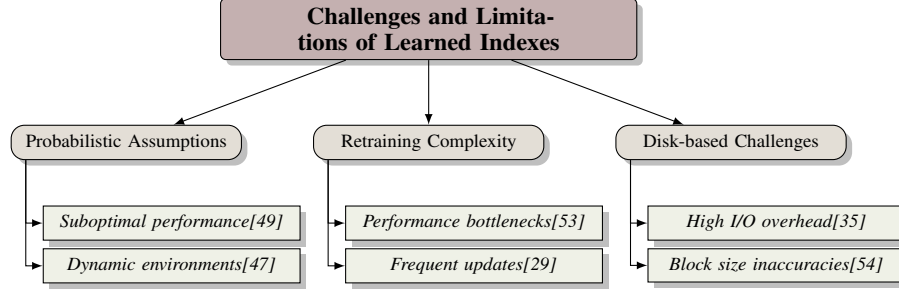 Challenges and Limita-
tions of Learned Indexes
Probabilistic Assumptions
Retraining Complexity
Disk-based Challenges
Suboptimal performance[49]
Performance bottlenecks[53]
High I/O overhead[35]
Dynamic environments[47]
Frequent updates[29]
Block size inaccuracies[54]